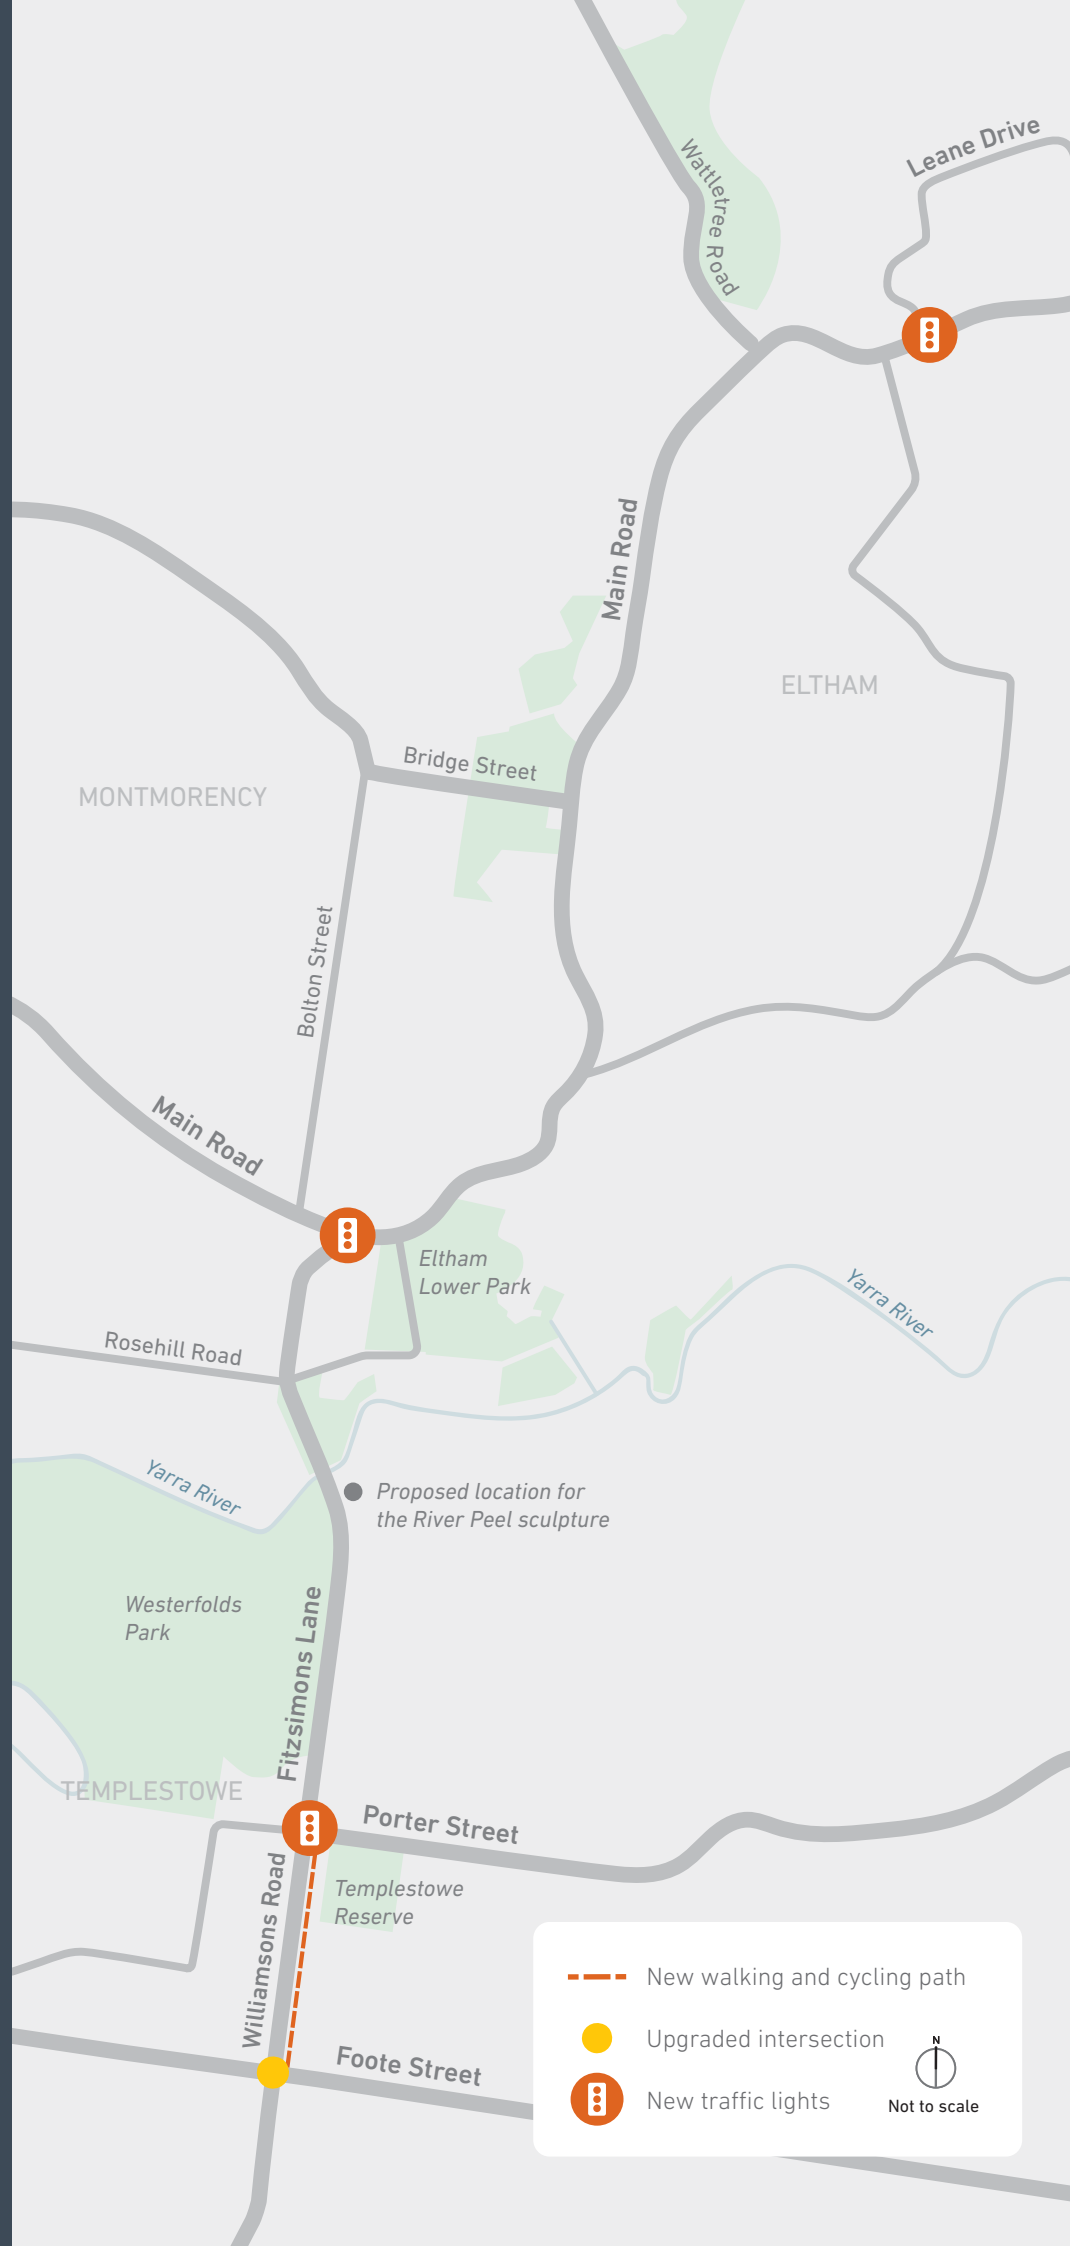 Leane Drive
Wattletree Road
Main Road
ELTHAM
Bridge Street
MONTMORENCY
Bolton Street
Main Road
Eltham
Lower Park
Yarra River
Rosehill Road
Yarra River
Proposed location for
the River Peel sculpture
Westerfolds
Park
Fitzsimons Lane
TEMPLESTOWE
Porter Street
Williamsons Road
Templestowe
Reserve
New walking and cycling path
Upgraded intersection
N
Foote Street
New traffic lights
Not to scale